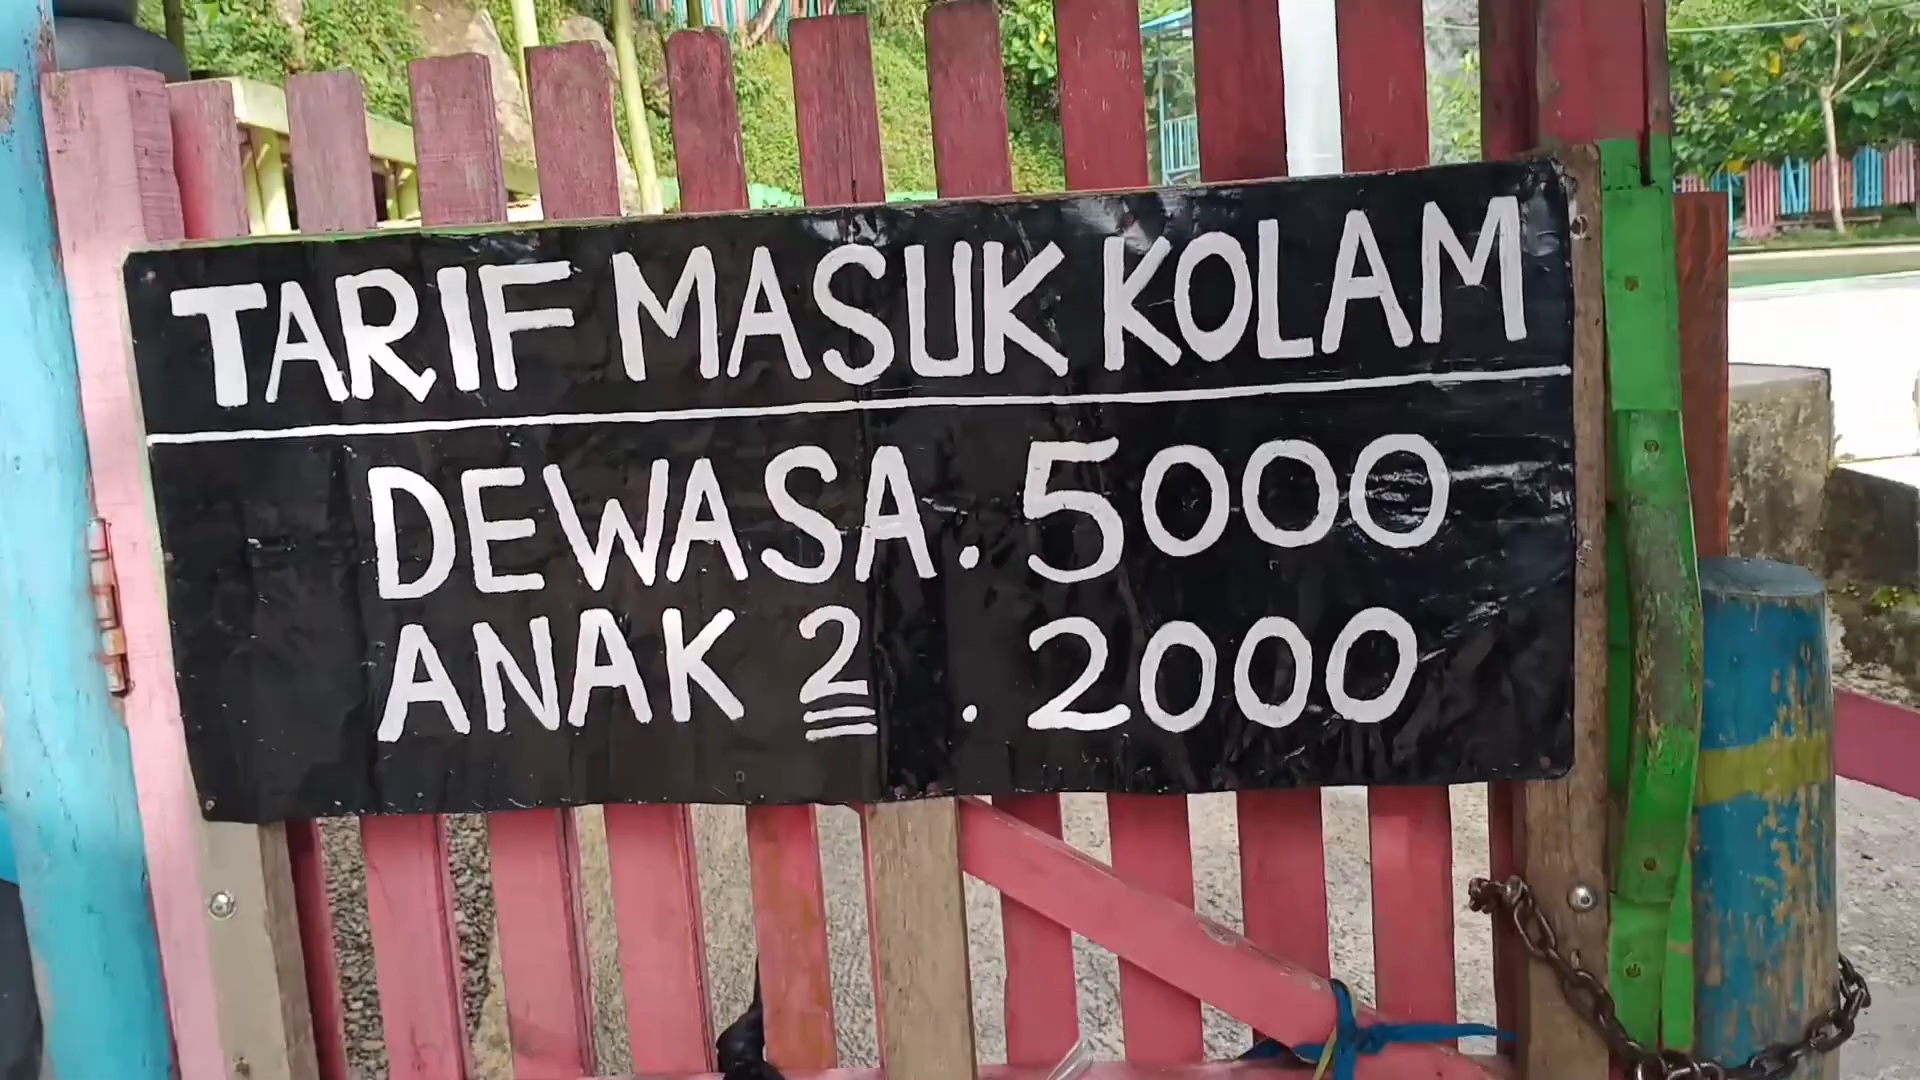 TARIF MASUK KOLAM
DEWASA . 5000
ANAK 2 . 2000